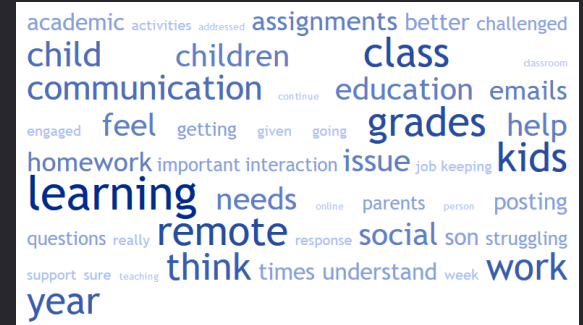 academic activities addressed assignments better challenged
child children class classroom
communication continue education emails
engaged feel getting given going grades help
homework important interaction issue job keeping kids
learning needs online parents person posting
questions really remote response social son struggling
support sure teaching think times understand week work
year